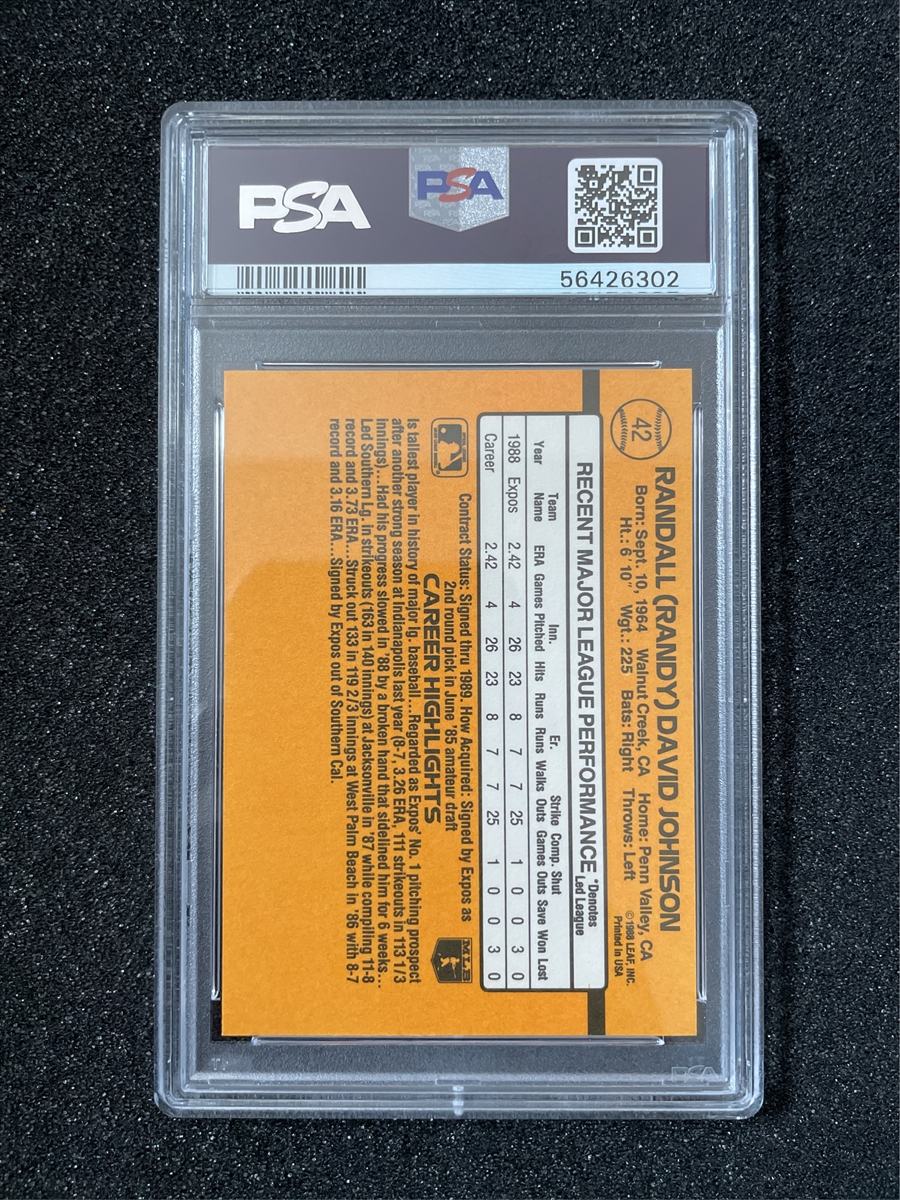 PSA
PSA
56426302
42
RANDALL (RANDY) DAVID JOHNSON
Born: Sept. 10, 1964 Walnut Creek, CA Home: Penn Valley, CA
Ht.: 6' 10" Wgt.: 225 Bats: Right Throws: Left
©1988 LEAF, INC.
Printed in USA
RECENT MAJOR LEAGUE PERFORMANCE *Denotes Led League
Team Inn. Er. Strike Comp. Shut
Year Name ERA Games Pitched Hits Runs Runs Walks Outs Games Outs Save Won Lost
1988 Expos 2.42 4 26 23 8 7 7 25 1 0 0 3 0
Career 2.42 4 26 23 8 7 7 25 1 0 0 3 0
Contract Status: Signed thru 1989. How Acquired: Signed by Expos as
2nd round pick in June '85 amateur draft
MLB
CAREER HIGHLIGHTS
Is tallest player in history of major lg. baseball...Regarded as Expos' No. 1 pitching prospect
after another strong season at Indianapolis last year (8-7, 3.26 ERA, 111 strikeouts in 113 1/3
innings)...Had his progress slowed in '88 by a broken hand that sidelined him for 6 weeks...
Led Southern Lg. in strikeouts (163 in 140 innings) at Jacksonville in '87 while compiling 11-8
record and 3.73 ERA...Struck out 133 in 119 2/3 innings at West Palm Beach in '86 with 8-7
record and 3.16 ERA...Signed by Expos out of Southern Cal.
PSA